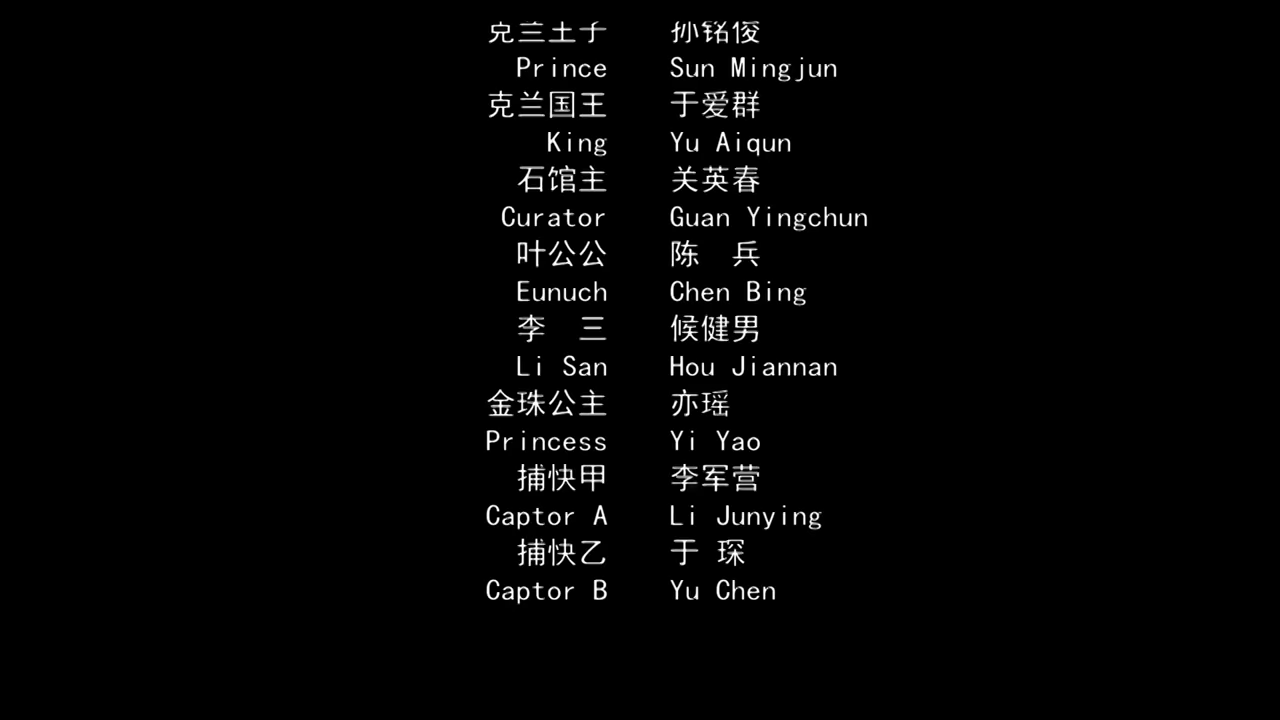 克兰王子 孙铭俊
Prince Sun Mingjun
克兰国王 于爱群
King Yu Aiqun
石馆主 关英春
Curator Guan Yingchun
叶公公 陈 兵
Eunuch Chen Bing
李 三 候健男
Li San Hou Jiannan
金珠公主 亦瑶
Princess Yi Yao
捕快甲 李军营
Captor A Li Junying
捕快乙 于 琛
Captor B Yu Chen